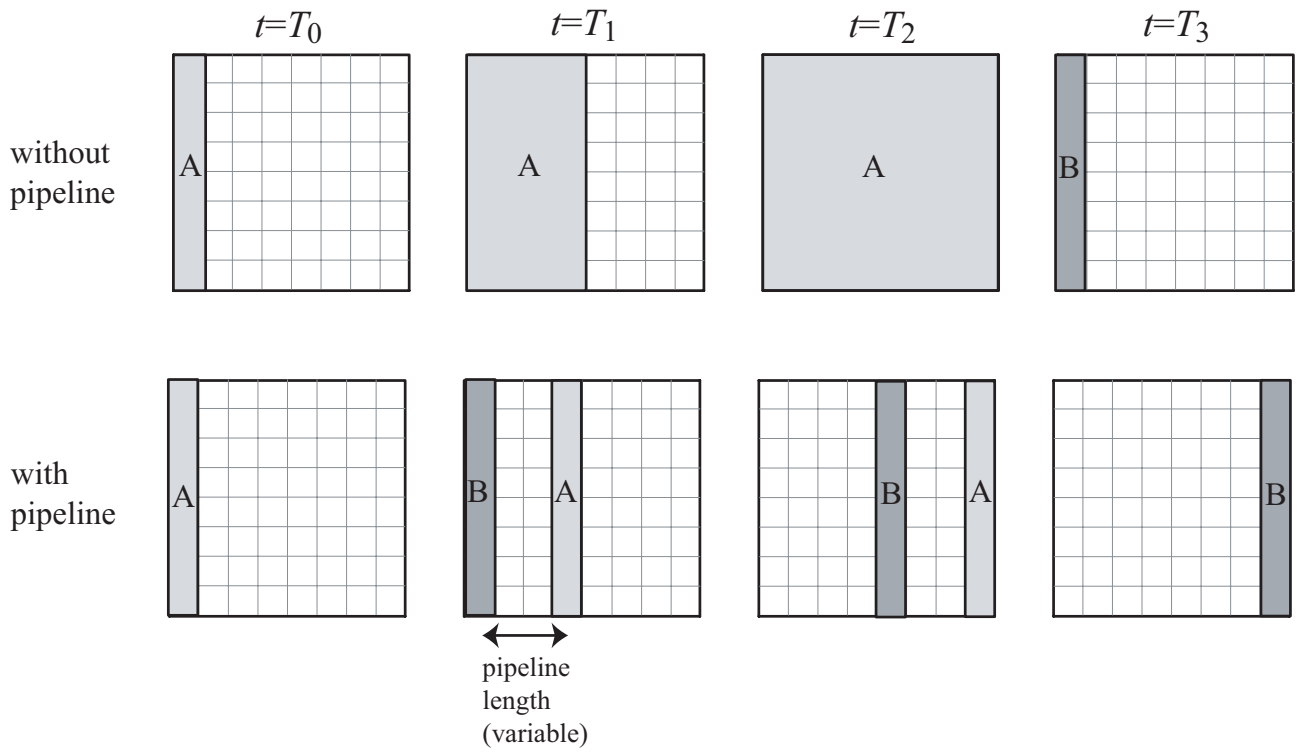 t=T0 t=T1 t=T2 t=T3
without
pipeline
A A A B
with
pipeline
A B A B A B
pipeline
length
(variable)